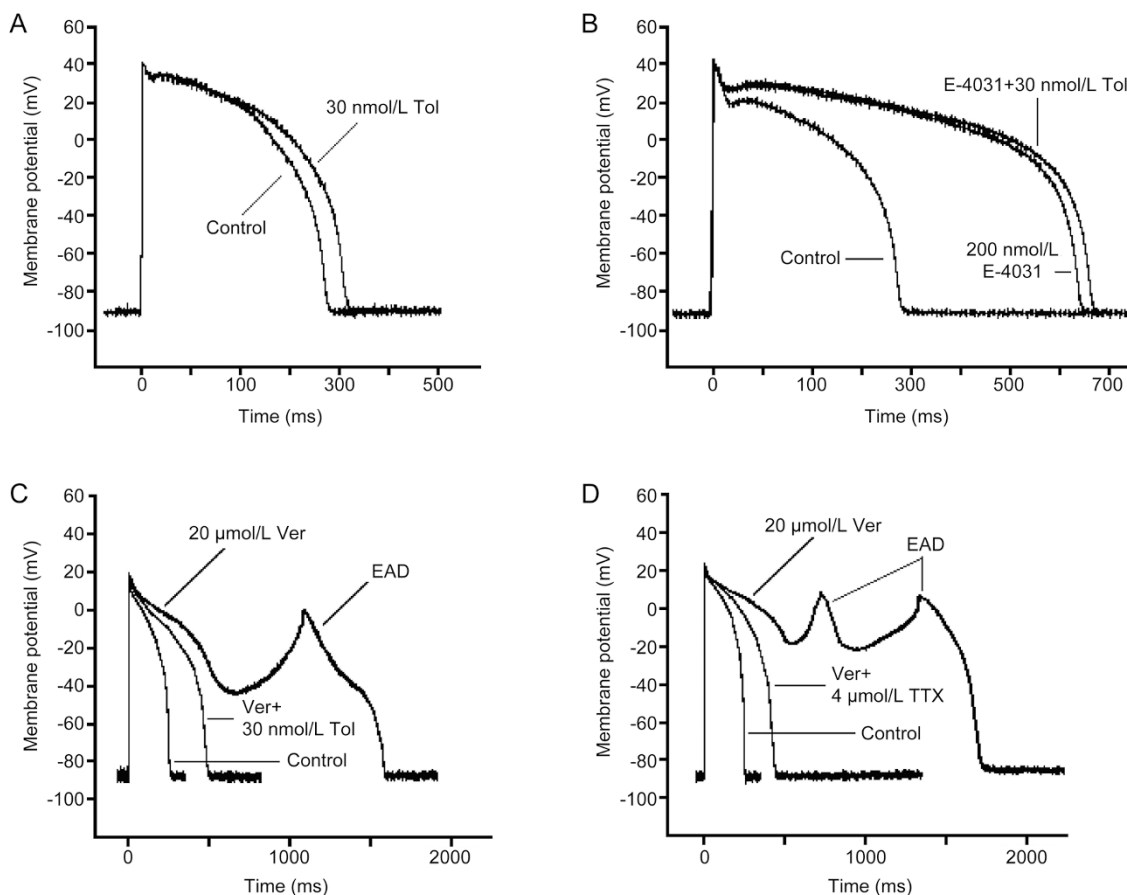 A
60
40
20
0
-20
-40
-60
-80
-100
Membrane potential (mV)
30 nmol/L Tol
Control
0
100
300
500
Time (ms)
B
60
40
20
0
-20
-40
-60
-80
-100
Membrane potential (mV)
E-4031+30 nmol/L Tol
Control
200 nmol/L
E-4031
0
100
300
500
700
Time (ms)
C
60
40
20
0
-20
-40
-60
-80
-100
Membrane potential (mV)
20 µmol/L Ver
EAD
Ver+
30 nmol/L Tol
Control
0
1000
2000
Time (ms)
D
60
40
20
0
-20
-40
-60
-80
-100
Membrane potential (mV)
20 µmol/L Ver
EAD
Ver+
4 µmol/L TTX
Control
0
1000
2000
Time (ms)